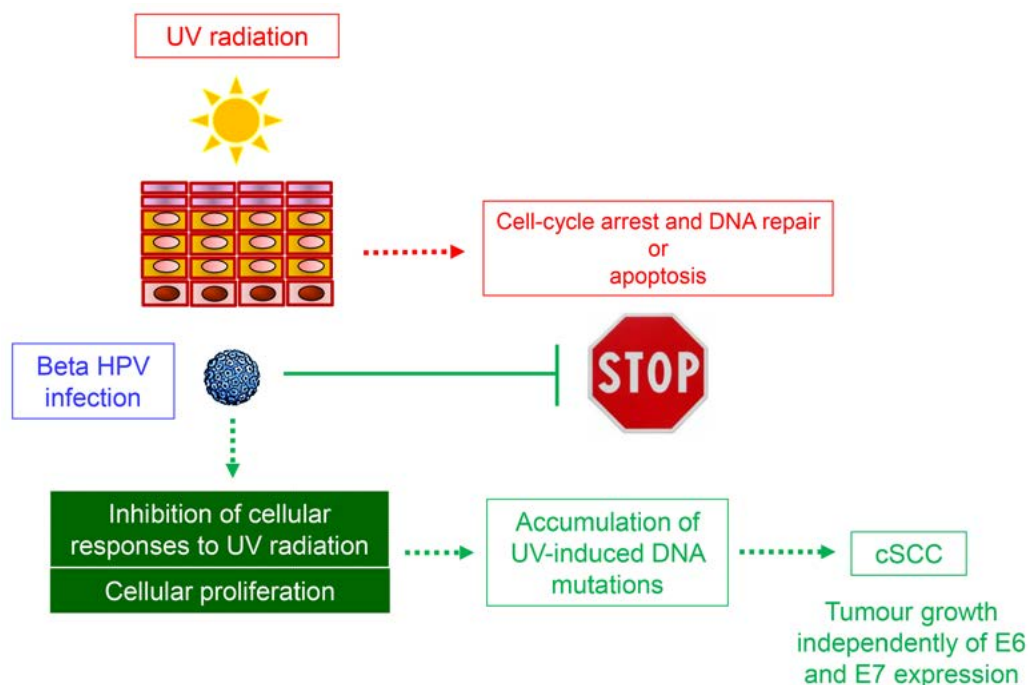 UV radiation
Cell-cycle arrest and DNA repair
or
apoptosis
Beta HPV
infection
STOP
Inhibition of cellular
responses to UV radiation
Cellular proliferation
Accumulation of
UV-induced DNA
mutations
cSCC
Tumour growth
independently of E6
and E7 expression